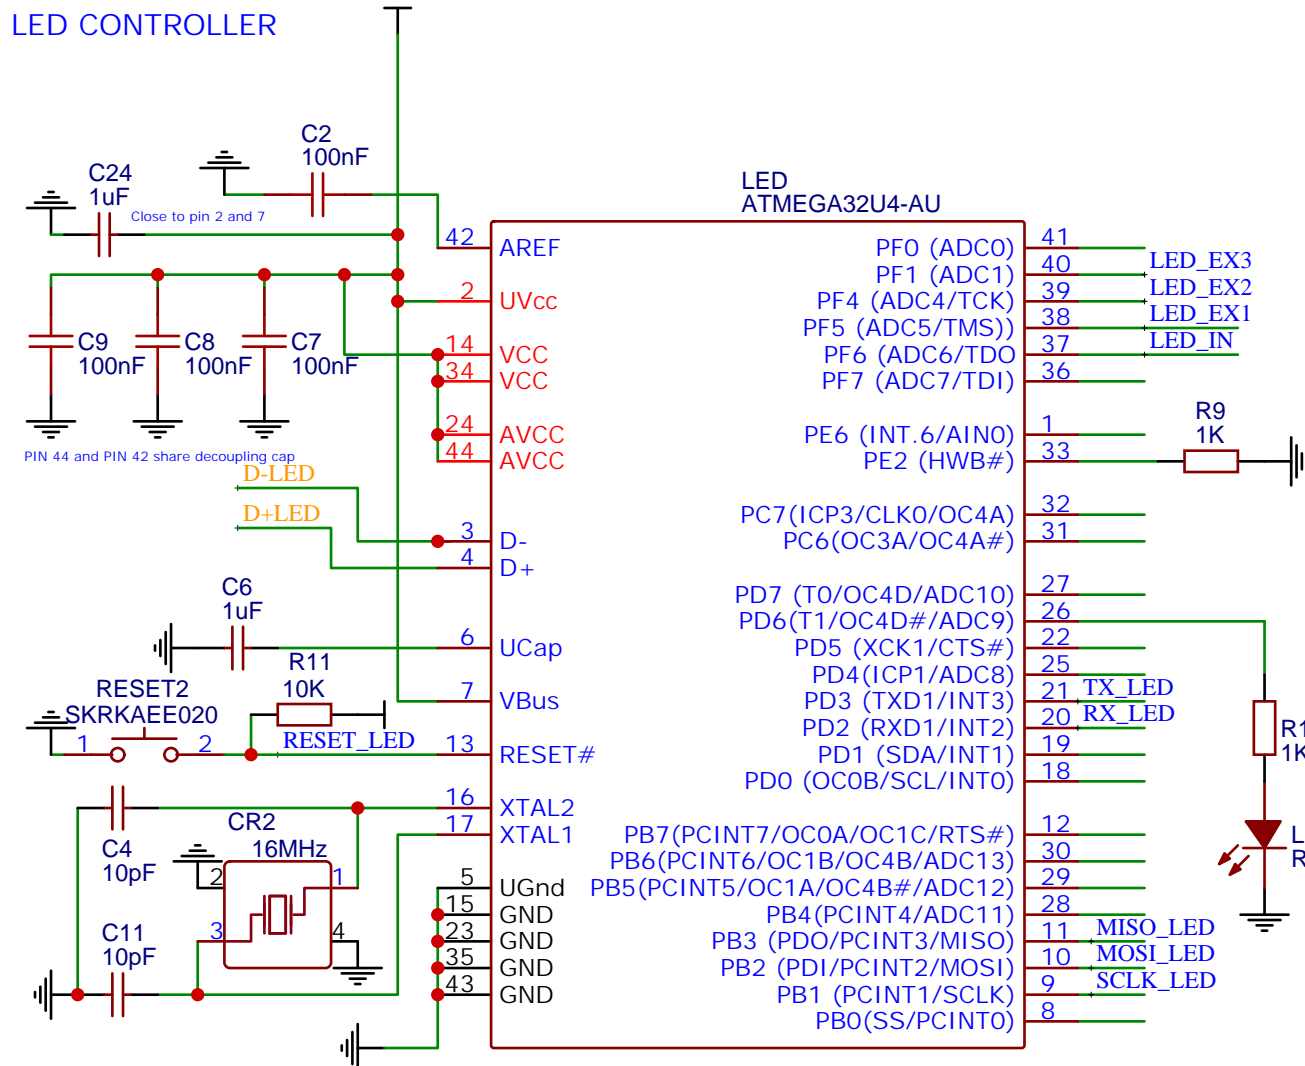 LED CONTROLLER
C2
100nF
C24
1uF
Close to pin 2 and 7
LED
ATMEGA32U4-AU
42 AREF
2 UVcc
14 VCC
34 VCC
24 AVCC
44 AVCC
3 D-
4 D+
6 UCap
7 VBus
13 RESET#
16 XTAL2
17 XTAL1
5 UGnd
15 GND
23 GND
35 GND
43 GND
PF0 (ADC0) 41
PF1 (ADC1) 40 LED_EX3
PF4 (ADC4/TCK) 39 LED_EX2
PF5 (ADC5/TMS)) 38 LED_EX1
PF6 (ADC6/TDO 37 LED_IN
PF7 (ADC7/TDI) 36
PE6 (INT.6/AIN0) 1
PE2 (HWB#) 33
R9
1K
PC7(ICP3/CLK0/OC4A) 32
PC6(OC3A/OC4A#) 31
PD7 (T0/OC4D/ADC10) 27
PD6(T1/OC4D#/ADC9) 26
PD5 (XCK1/CTS#) 22
PD4(ICP1/ADC8) 25
PD3 (TXD1/INT3) 21 TX_LED
PD2 (RXD1/INT2) 20 RX_LED
PD1 (SDA/INT1) 19
PD0 (OC0B/SCL/INT0) 18
PB7(PCINT7/OC0A/OC1C/RTS#) 12
PB6(PCINT6/OC1B/OC4B/ADC13) 30
PB5(PCINT5/OC1A/OC4B#/ADC12) 29
PB4(PCINT4/ADC11) 28
PB3 (PDO/PCINT3/MISO) 11 MISO_LED
PB2 (PDI/PCINT2/MOSI) 10 MOSI_LED
PB1 (PCINT1/SCLK) 9 SCLK_LED
PB0(SS/PCINT0) 8
C9
100nF
C8
100nF
C7
100nF
PIN 44 and PIN 42 share decoupling cap
D-LED
D+LED
C6
1uF
R11
10K
RESET2
SKRKAEE020
1 2
RESET_LED
C4
10pF
CR2
16MHz
2 1
3 4
C11
10pF
R1
1K
L
R